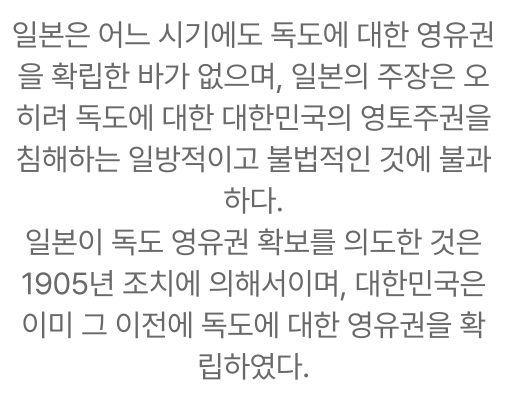 일본은 어느 시기에도 독도에 대한 영유권
을 확립한 바가 없으며, 일본의 주장은 오
히려 독도에 대한 대한민국의 영토주권을
침해하는 일방적이고 불법적인 것에 불과
하다.
일본이 독도 영유권 확보를 의도한 것은
1905년 조치에 의해서이며, 대한민국은
이미 그 이전에 독도에 대한 영유권을 확
립하였다.